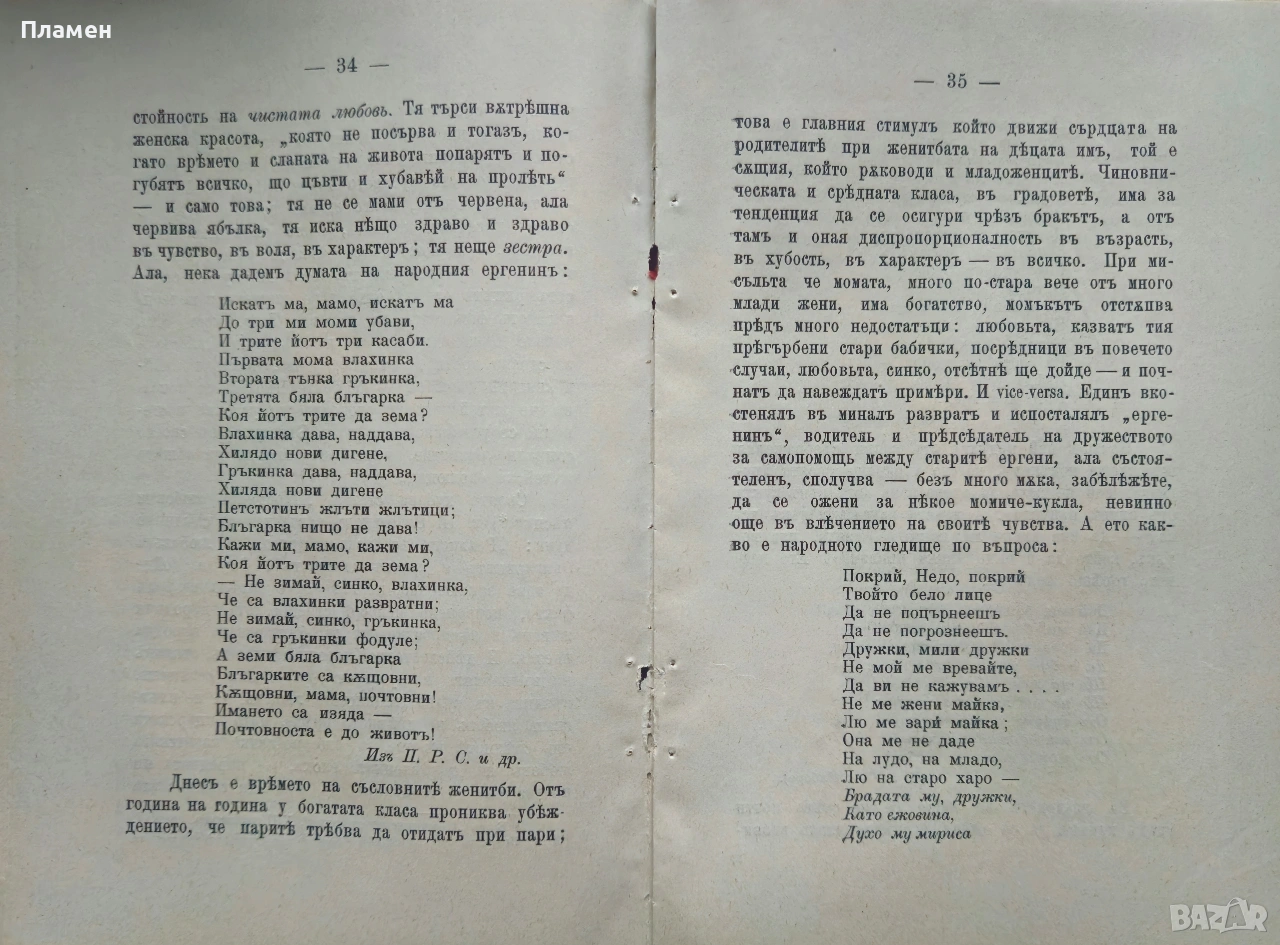 Пламен
— 34 —
стойность на чистата любовь. Тя търси вѫтрѣшна
женска красота, „която не посърва и тогазъ, ко-
гато врѣмето и сланата на живота попарятъ и по-
губятъ всичко, що цъвти и хубавѣй на пролѣть“
— и само това; тя не се мами отъ червена, ала
червива ябълка, тя иска нѣщо здраво и здраво
въ чувство, въ воля, въ характеръ; тя неще зестра.
Ала, нека дадемъ думата на народния ергенинъ:
Искатъ ма, мамо, искатъ ма
До три ми моми убави,
И трите йотъ три касаби.
Първата мома влахинка
Втората тънка гръкинка,
Третята бяла блъгарка —
Коя йотъ трите да зема?
Влахинка дава, наддава,
Хилядо нови дигене,
Гръкинка дава, наддава,
Хиляда нови дигене
Петстотинъ жлъти жлътици;
Блъгарка нищо не дава!
Кажи ми, мамо, кажи ми,
Коя йотъ трите да зема?
— Не зимай, синко, влахинка,
Че са влахинки развратни;
Не зимай, синко, гръкинка,
Че са гръкинки фодуле;
А земи бяла блъгарка
Блъгарките са кѫщовни,
Кѫщовни, мама, почтовни!
Имането са изяда —
Почтовноста е до животъ!
Изъ П. Р. С. и др.
Днесъ е врѣмето на съсловнитѣ женитби. Отъ
година на година у богатата класа прониква убѣж-
дението, че паритѣ трѣбва да отидатъ при пари;
— 35 —
това е главния стимулъ който движи сърдцата на
родителитѣ при женитбата на дѣцата имъ, той е
сѫщия, който рѫководи и младоженцитѣ. Чиновни-
ческата и срѣдната класа, въ градоветѣ, има за
тенденция да се осигури чрѣзъ бракътъ, а отъ
тамъ и оная диспропорционалность въ възрасть,
въ хубость, въ характеръ — въ всичко. При ми-
сълъта че момата, много по-стара вече отъ много
млади жени, има богатство, момъкътъ отстѫпва
прѣдъ много недостатъци: любовьта, казватъ тия
прѣгърбени стари бабички, посрѣдници въ повечето
случаи, любовьта, синко, отсѣтнѣ ще дойде — и поч-
натъ да навеждатъ примѣри. И vice-versa. Единъ вко-
стенялъ въ миналъ развратъ и испосталялъ „ерге-
нинъ“, водитель и прѣдсѣдатель на дружеството
за самопомощь между старитѣ ергени, ала състоя-
теленъ, сполучва — безъ много мѫка, забѣлѣжѣте,
да се ожени за нѣкое момиче-кукла, невинно
още въ влѣчението на своитѣ чувства. А ето как-
во е народното гледище по въпроса:
Покрий, Недо, покрий
Твойто бело лице
Да не поцърнеешъ
Да не погрознеешъ.
Дружки, мили дружки
Не мой ме вревайте,
Да ви не кажувамъ . . . .
Не ме жени майка,
Лю ме зарй майка;
Она ме не даде
На лудо, на младо,
Лю на старо харо —
Брадата му, дружки,
Като ежовина,
Духо му мириса
BAZAR